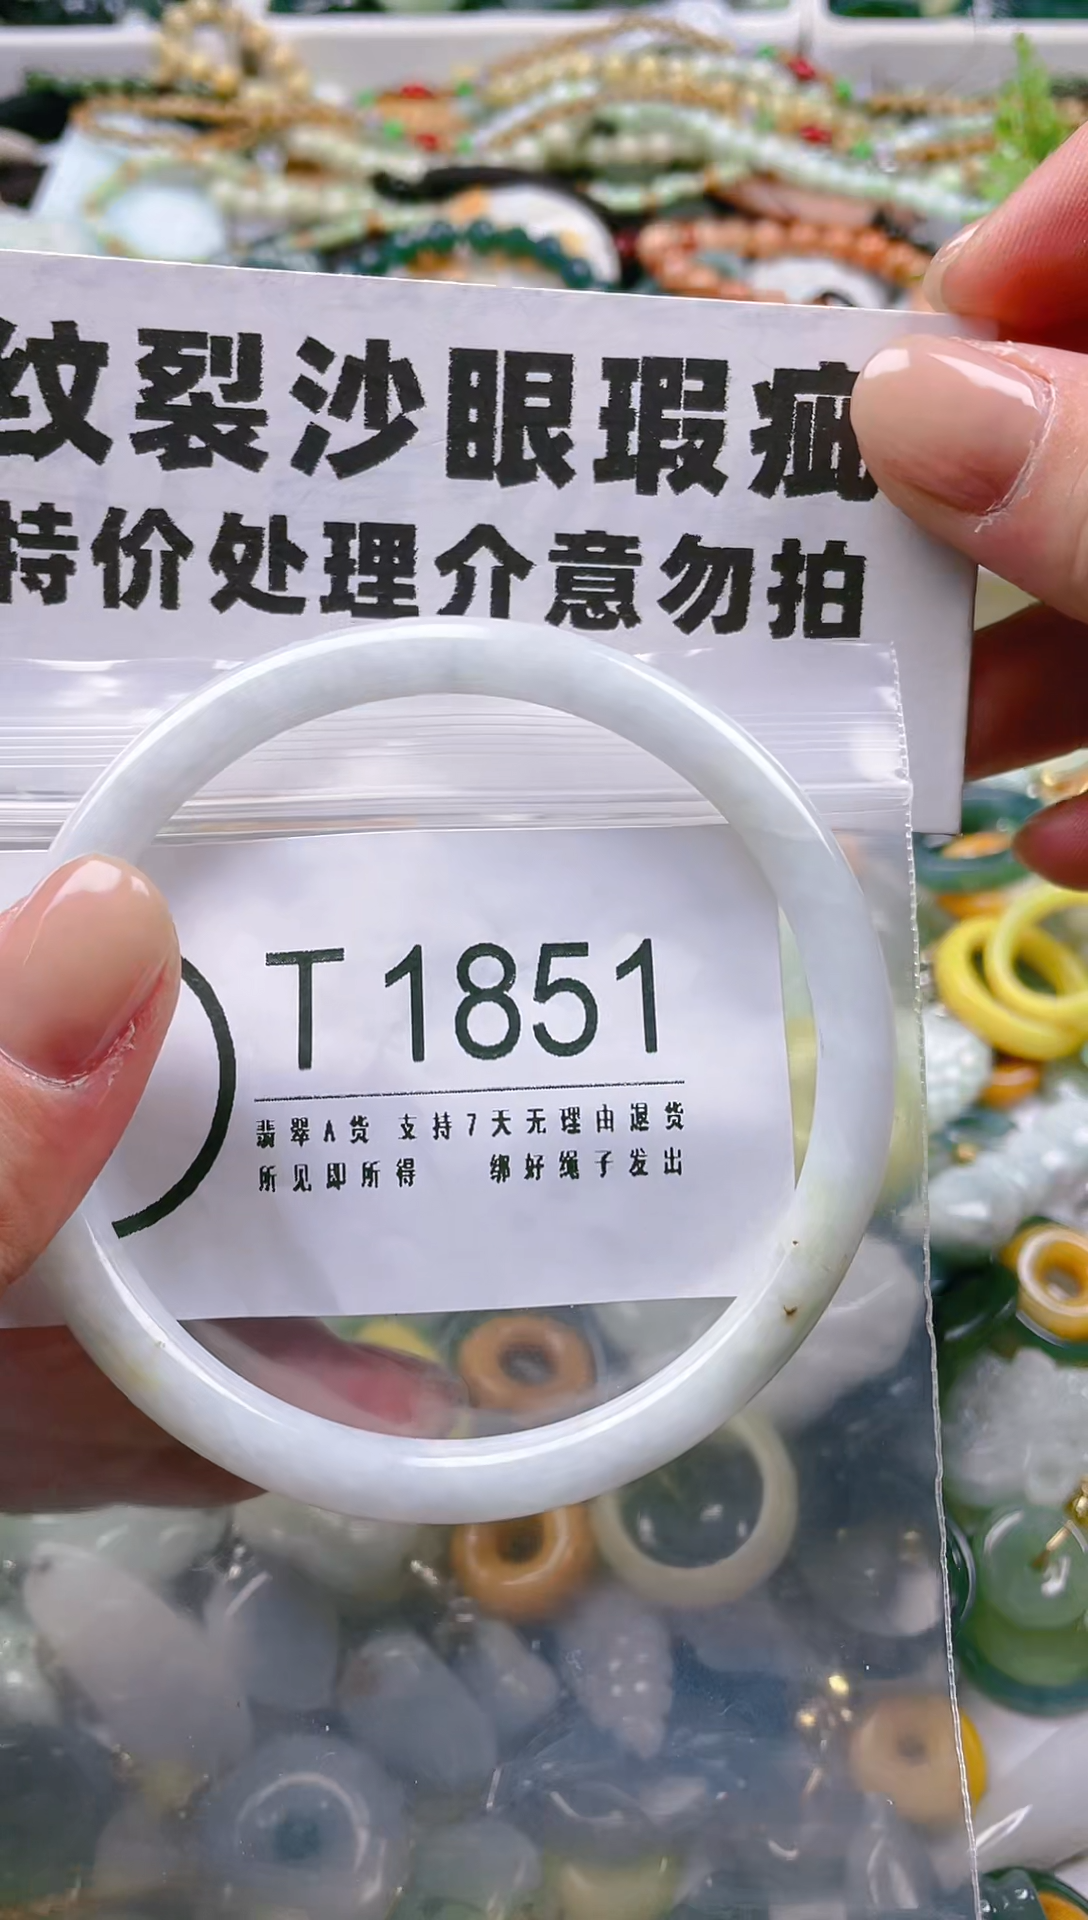 纹裂沙眼瑕疵
特价处理介意勿拍
T1851
翡翠A货 支持7天无理由退货
所见即所得 绑好绳子发出